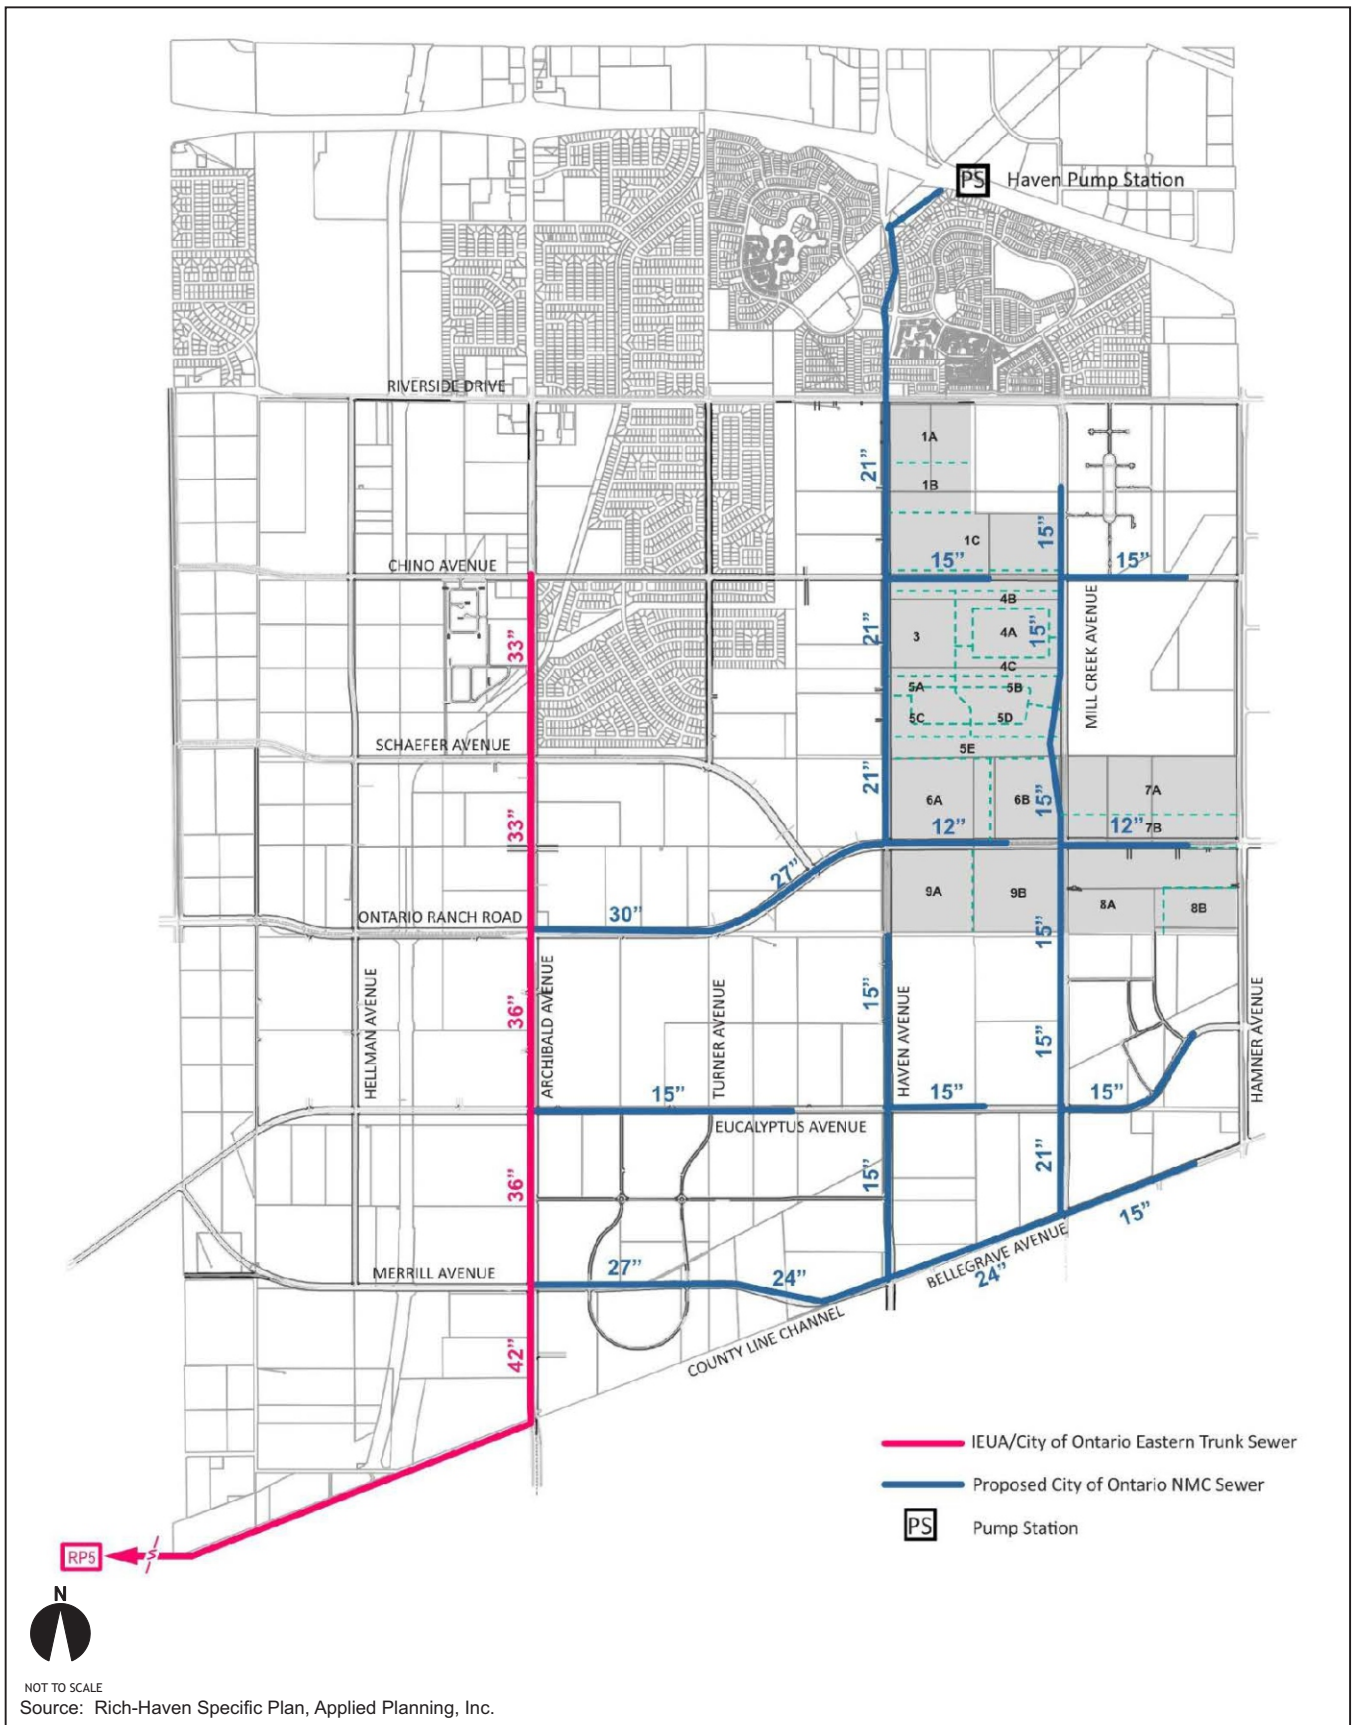 PS Haven Pump Station
RIVERSIDE DRIVE
1A
21”
1B
15”
1C
CHINO AVENUE
15”
15”
4B
21”
33”
3
4A
15”
MILL CREEK AVENUE
4C
5A
5B
5C
5D
SCHAEFER AVENUE
5E
21”
6A
6B
15”
7A
33”
12”
12”
7B
27”
9A
9B
8A
8B
ONTARIO RANCH ROAD
30”
15”
HELLMAN AVENUE
36”
ARCHIBALD AVENUE
TURNER AVENUE
15”
HAVEN AVENUE
15”
HAMNER AVENUE
15”
15”
15”
EUCALYPTUS AVENUE
36”
15”
21”
15”
MERRILL AVENUE
27”
24”
BELLEGRAVE AVENUE
24”
42”
COUNTY LINE CHANNEL
IEUA/City of Ontario Eastern Trunk Sewer
Proposed City of Ontario NMC Sewer
PS Pump Station
RP5
N
NOT TO SCALE
Source: Rich-Haven Specific Plan, Applied Planning, Inc.